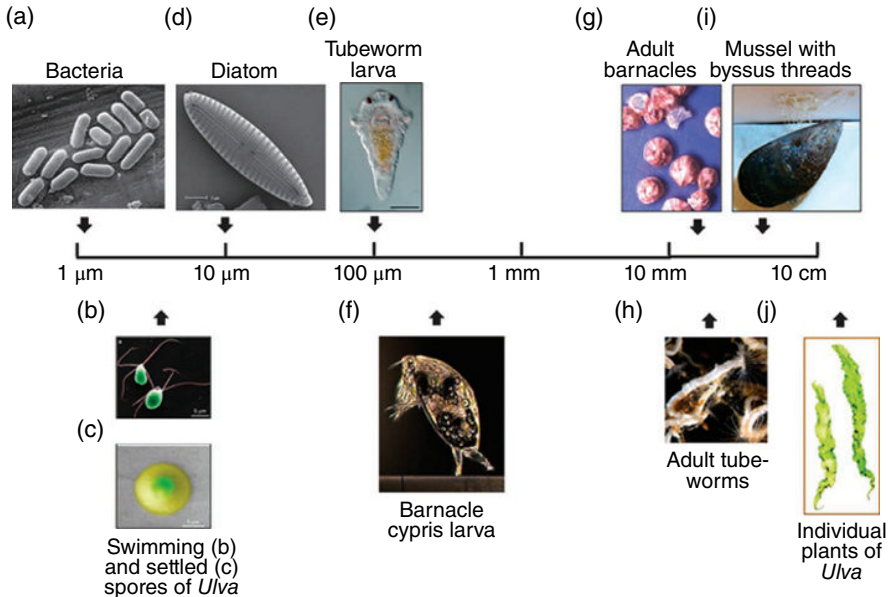 (a)
(d)
(e)
(g)
(i)
Bacteria
Diatom
Tubeworm
larva
Adult
barnacles
Mussel with
byssus threads
1 μm
10 μm
100 μm
1 mm
10 mm
10 cm
(b)
(c)
Swimming (b)
and settled (c)
spores of Ulva
(f)
Barnacle
cypris larva
(h)
Adult tube-
worms
(j)
Individual
plants of
Ulva